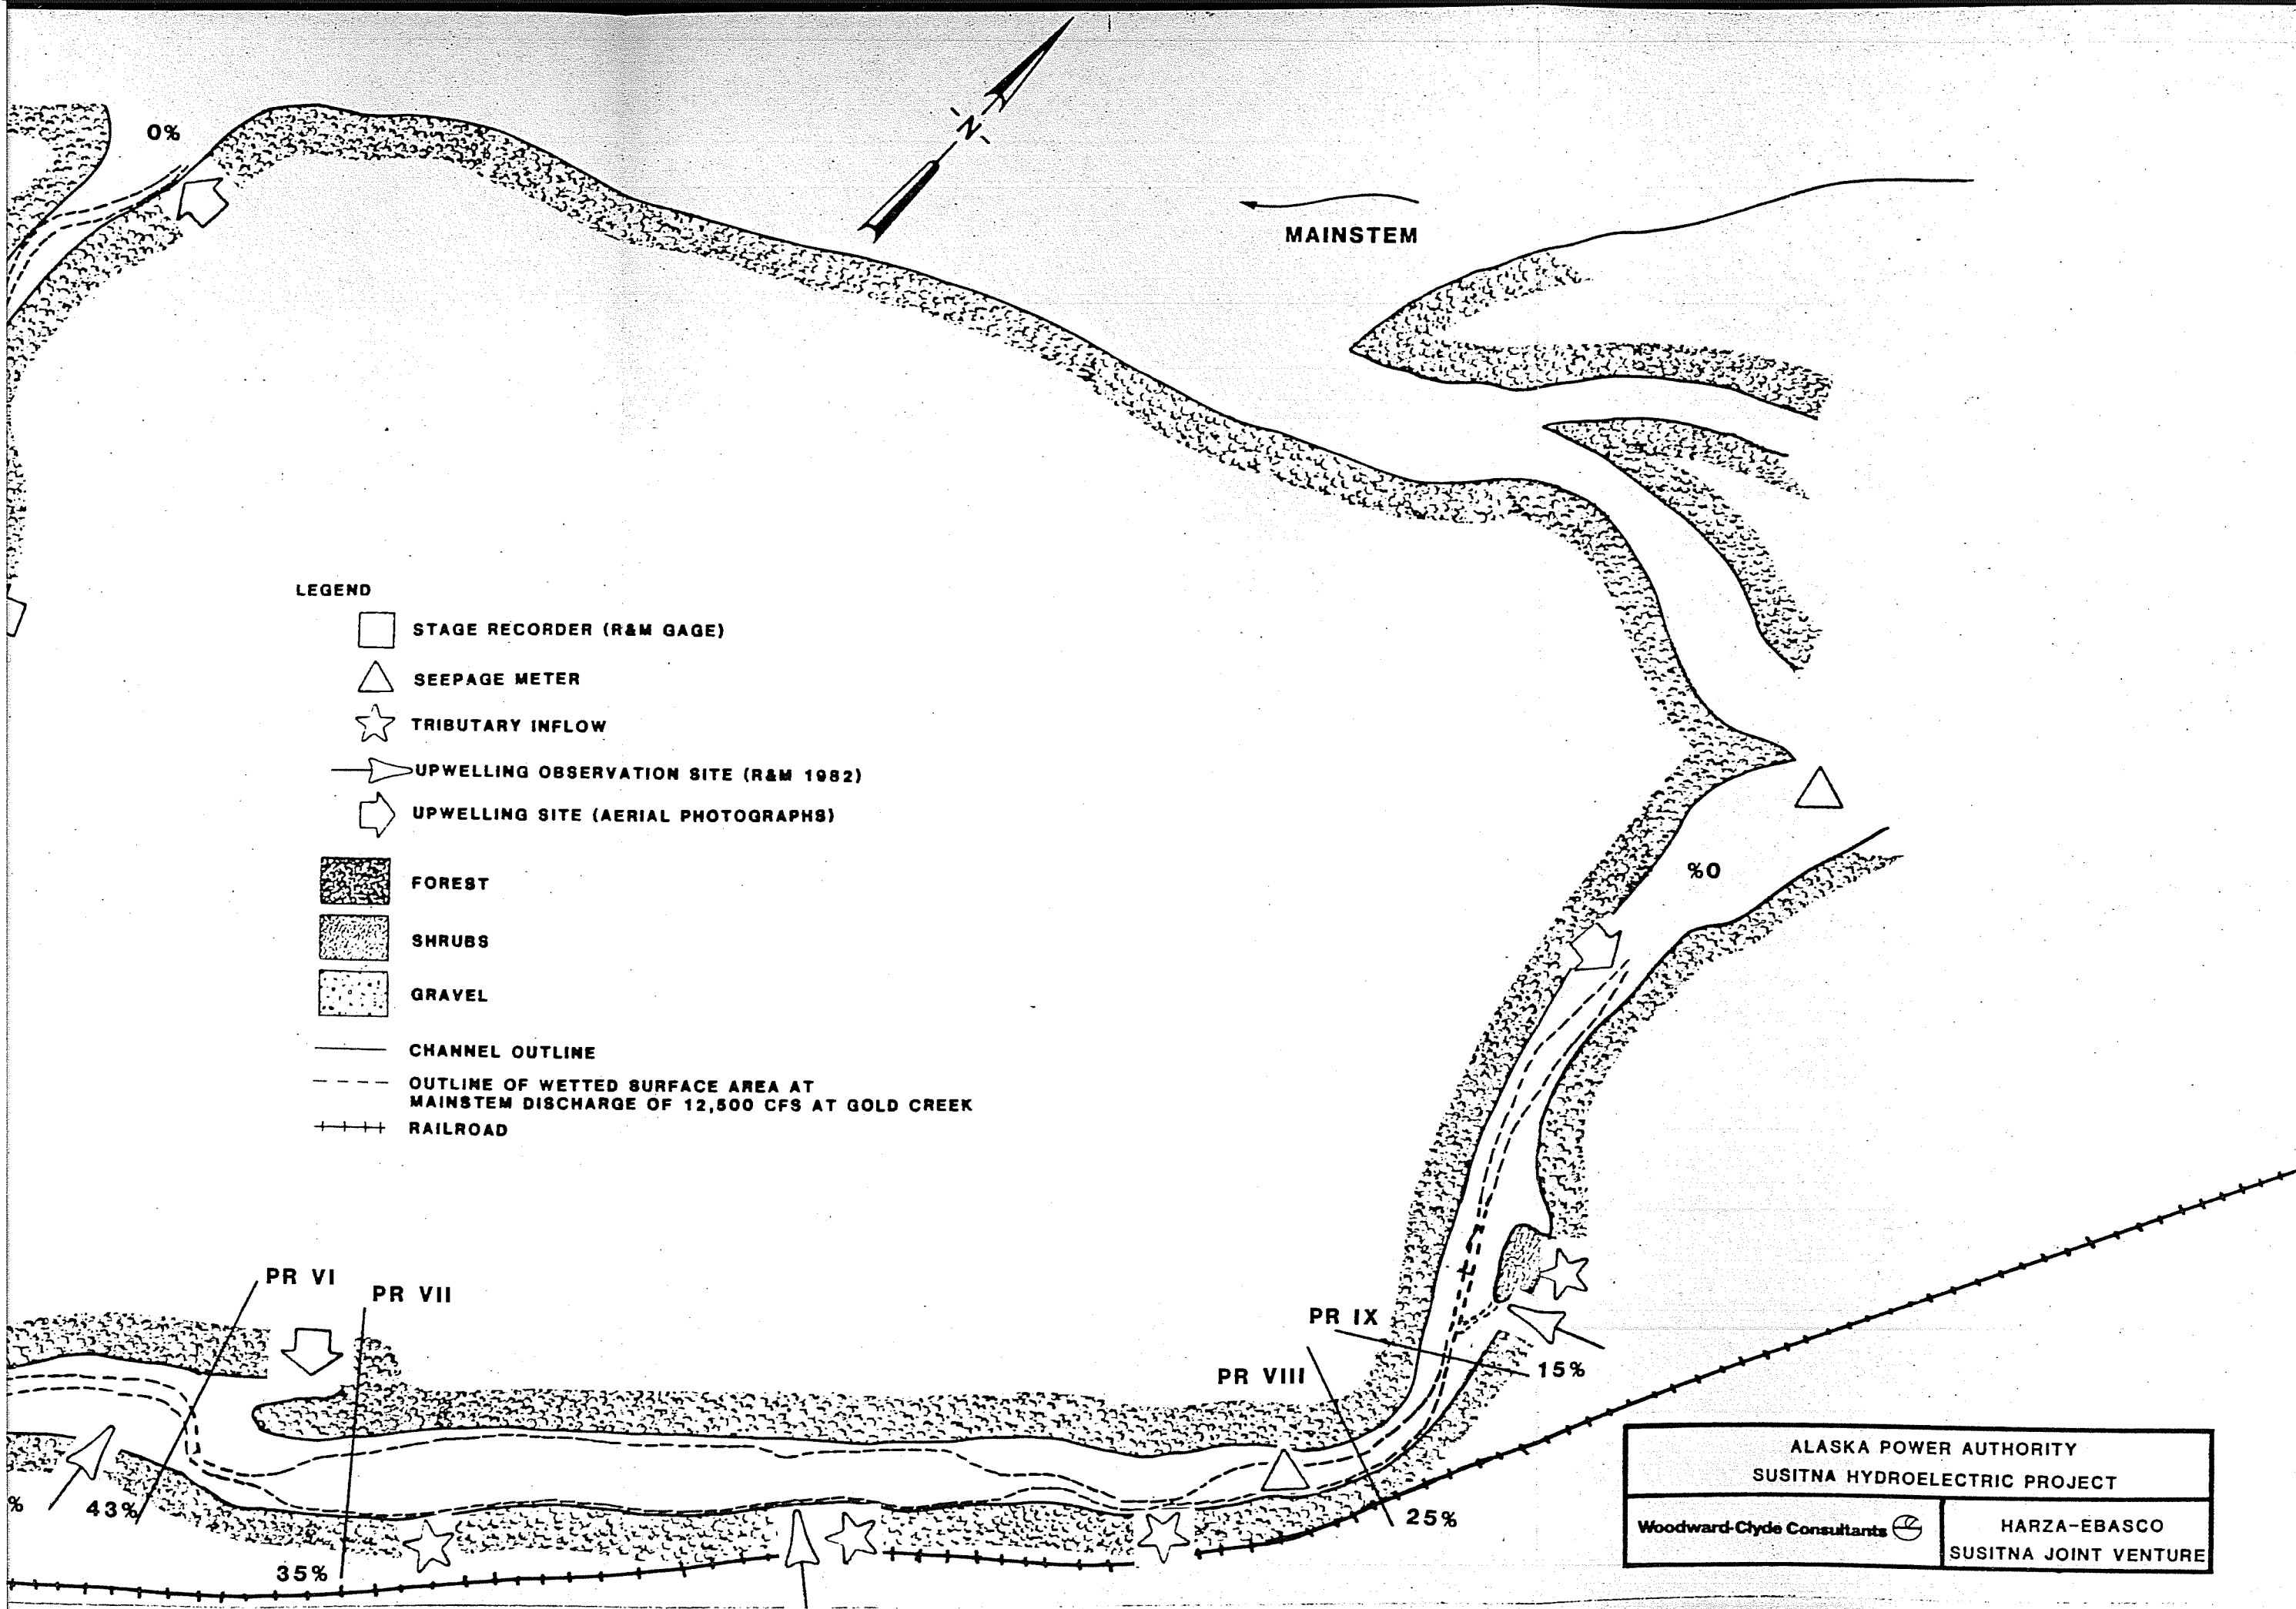 0%
-N-
MAINSTEM
LEGEND
STAGE RECORDER (R&M GAGE)
SEEPAGE METER
TRIBUTARY INFLOW
UPWELLING OBSERVATION SITE (R&M 1982)
UPWELLING SITE (AERIAL PHOTOGRAPHS)
FOREST
SHRUBS
GRAVEL
CHANNEL OUTLINE
OUTLINE OF WETTED SURFACE AREA AT
MAINSTEM DISCHARGE OF 12,500 CFS AT GOLD CREEK
RAILROAD
%0
PR VI
PR VII
PR IX
PR VIII
15%
%
43%
35%
25%
ALASKA POWER AUTHORITY
SUSITNA HYDROELECTRIC PROJECT
Woodward-Clyde Consultants
HARZA-EBASCO
SUSITNA JOINT VENTURE